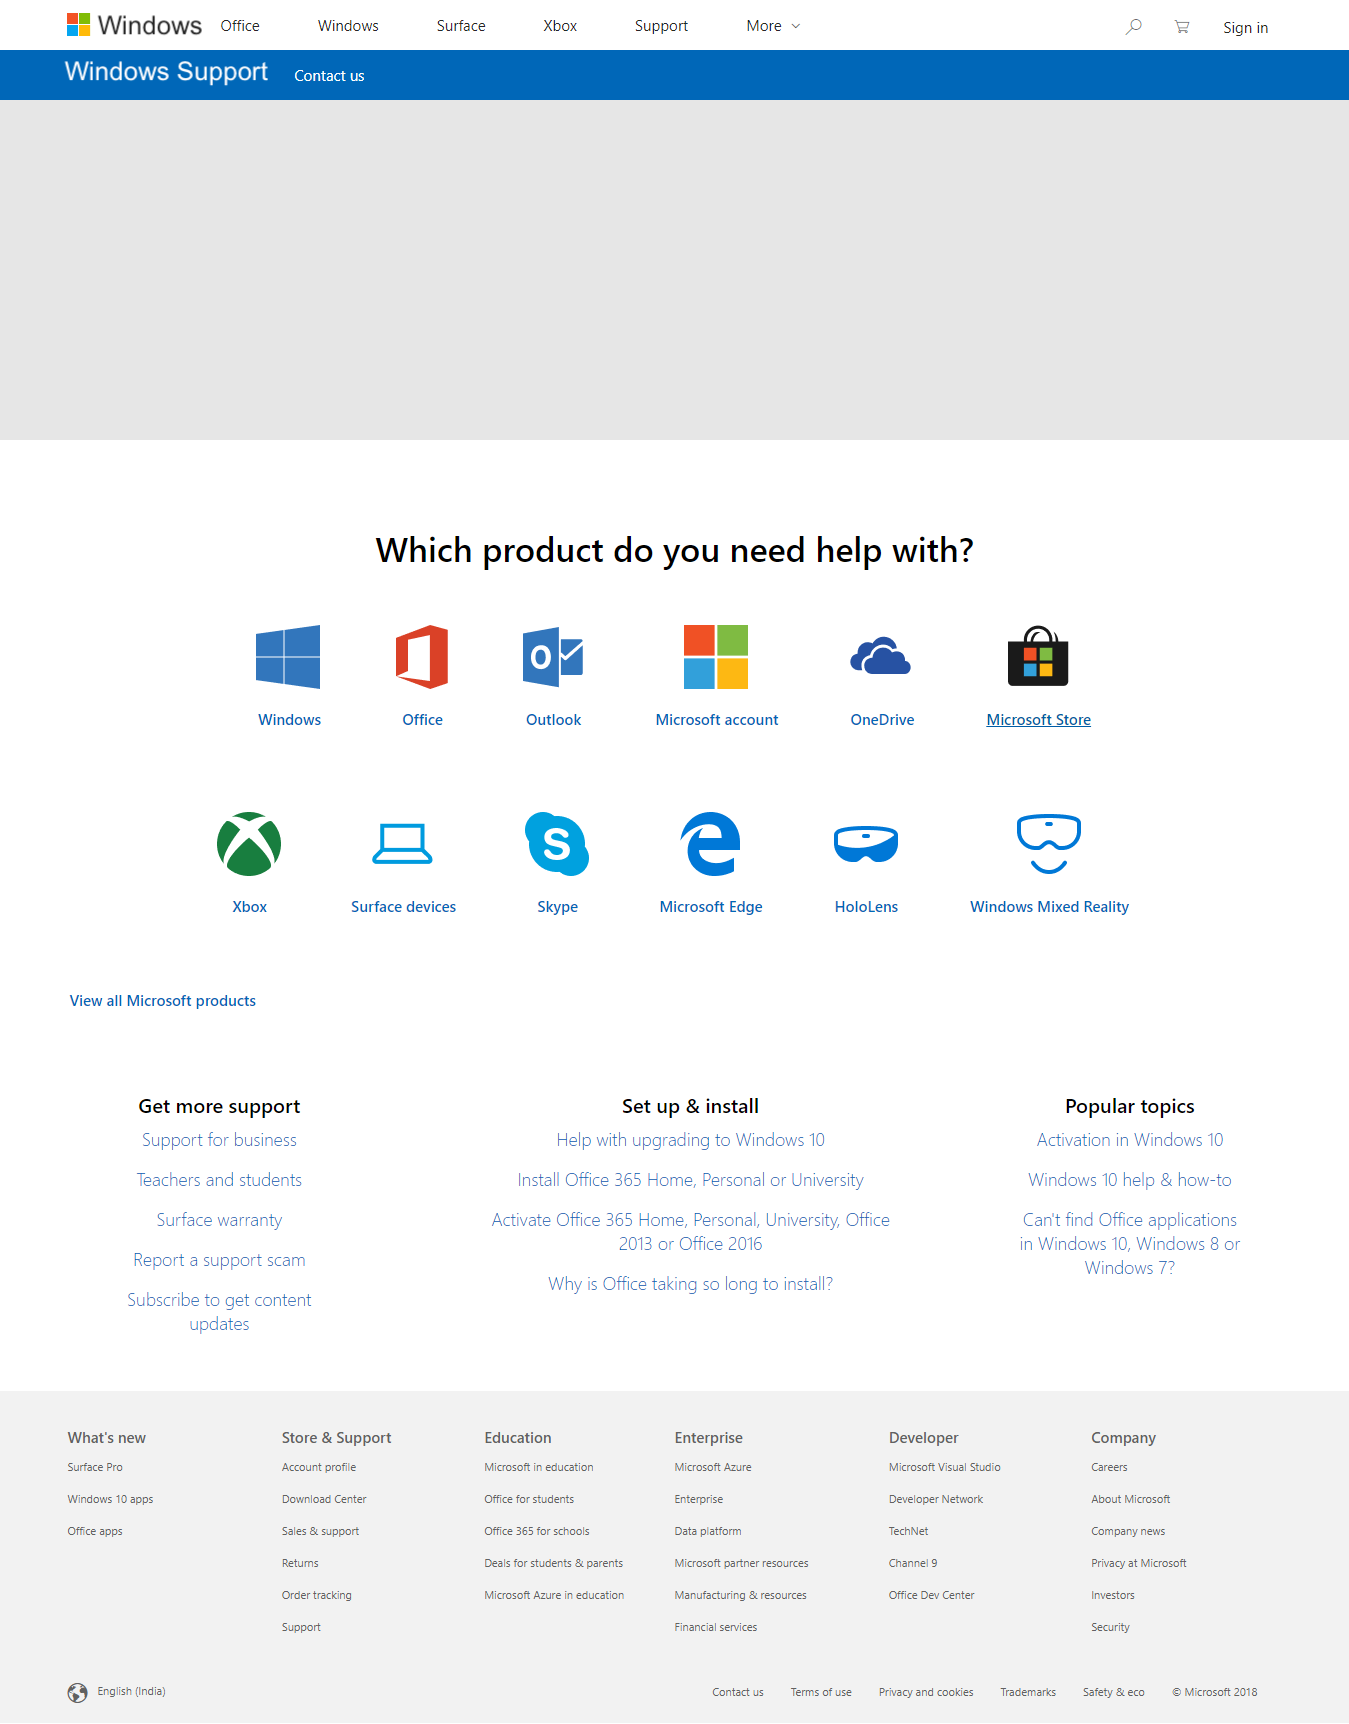 Windows Office Windows Surface Xbox Support More Sign in
Windows Support Contact us
Which product do you need help with?
Windows Office Outlook Microsoft account OneDrive Microsoft Store
Xbox Surface devices Skype Microsoft Edge HoloLens Windows Mixed Reality
View all Microsoft products
Get more support
Support for business
Teachers and students
Surface warranty
Report a support scam
Subscribe to get content
updates
Set up & install
Help with upgrading to Windows 10
Install Office 365 Home, Personal or University
Activate Office 365 Home, Personal, University, Office
2013 or Office 2016
Why is Office taking so long to install?
Popular topics
Activation in Windows 10
Windows 10 help & how-to
Can't find Office applications
in Windows 10, Windows 8 or
Windows 7?
What's new
Surface Pro
Windows 10 apps
Office apps
Store & Support
Account profile
Download Center
Sales & support
Returns
Order tracking
Support
Education
Microsoft in education
Office for students
Office 365 for schools
Deals for students & parents
Microsoft Azure in education
Enterprise
Microsoft Azure
Enterprise
Data platform
Microsoft partner resources
Manufacturing & resources
Financial services
Developer
Microsoft Visual Studio
Developer Network
TechNet
Channel 9
Office Dev Center
Company
Careers
About Microsoft
Company news
Privacy at Microsoft
Investors
Security
English (India) Contact us Terms of use Privacy and cookies Trademarks Safety & eco © Microsoft 2018